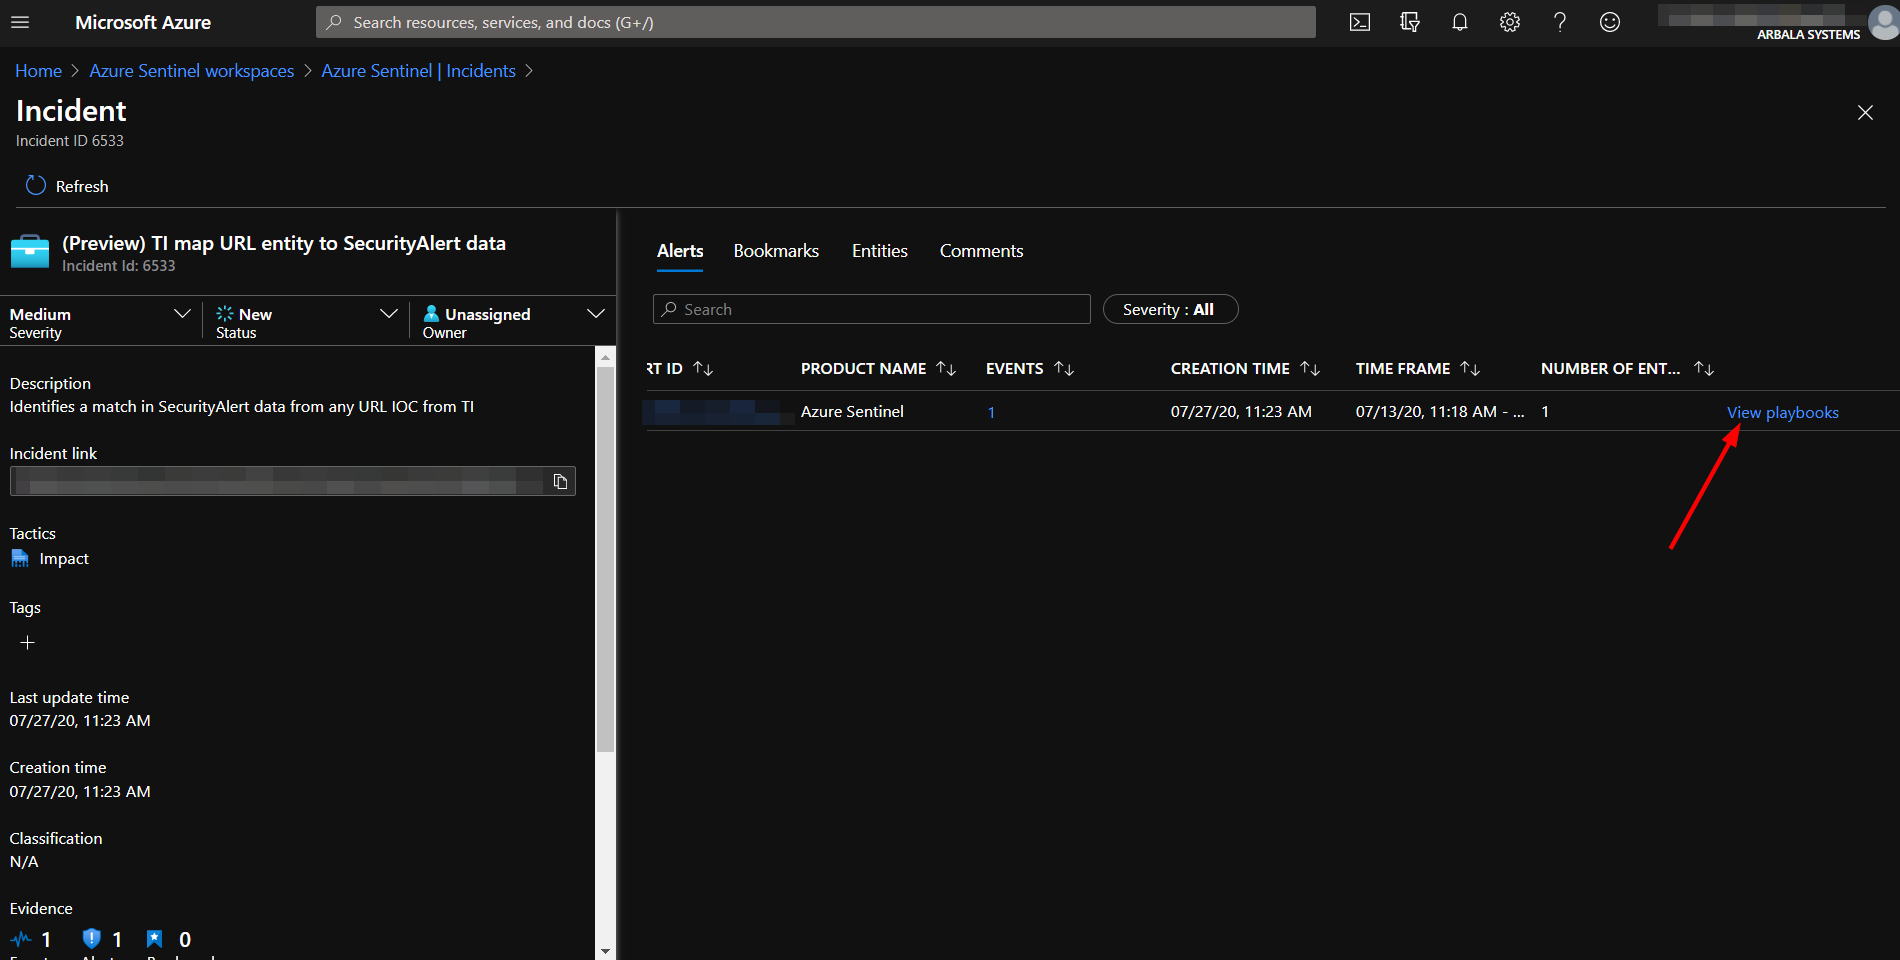 Microsoft Azure
Search resources, services, and docs (G+/)
ARBALA SYSTEMS
Home > Azure Sentinel workspaces > Azure Sentinel | Incidents >
Incident
Incident ID 6533
Refresh
(Preview) TI map URL entity to SecurityAlert data
Incident Id: 6533
Medium
Severity
New
Status
Unassigned
Owner
Description
Identifies a match in SecurityAlert data from any URL IOC from TI
Incident link
Tactics
Impact
Tags
Last update time
07/27/20, 11:23 AM
Creation time
07/27/20, 11:23 AM
Classification
N/A
Evidence
1 1 0
Alerts Comments
Alerts Bookmarks Entities Comments
Search
Severity : All
RT ID PRODUCT NAME EVENTS CREATION TIME TIME FRAME NUMBER OF ENT...
Azure Sentinel 1 07/27/20, 11:23 AM 07/13/20, 11:18 AM - ... 1 View playbooks